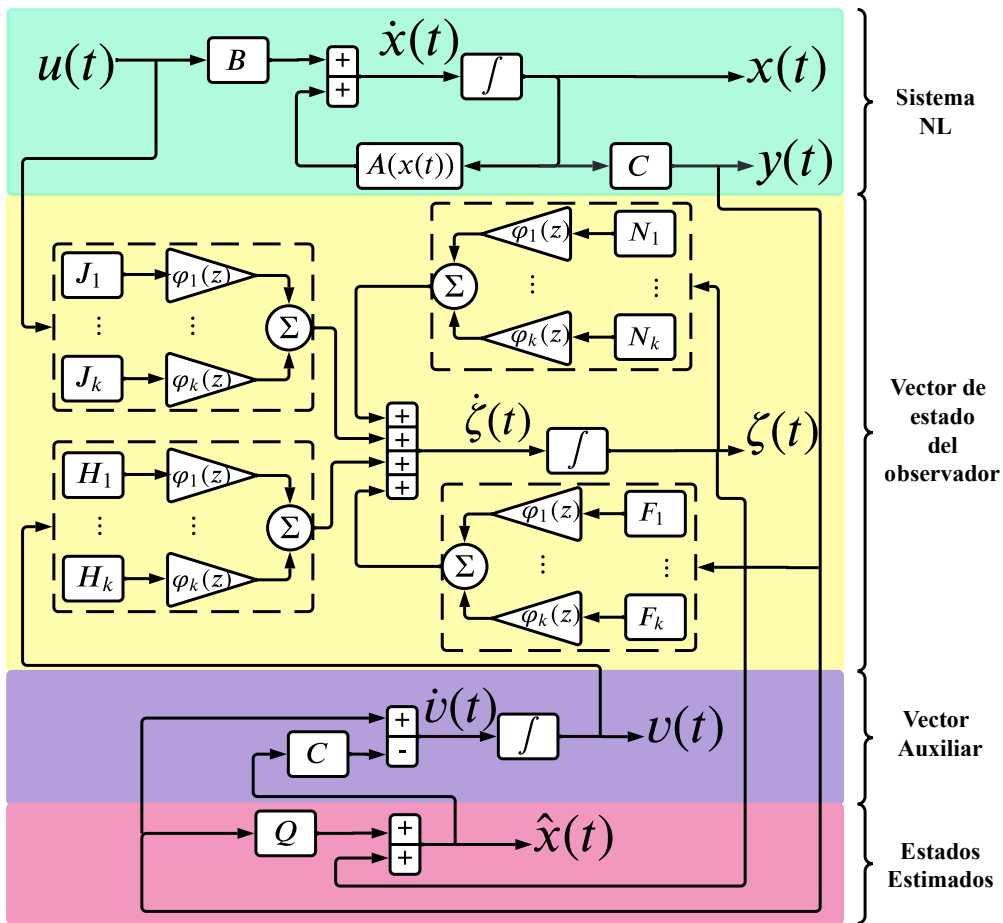 u(t)
B
+
+
ẋ(t)
∫
x(t)
A(x(t))
C
y(t)
Sistema
NL
J₁
φ₁(z)
⋮
⋮
Σ
Jₖ
φₖ(z)
φ₁(z)
N₁
Σ
⋮
⋮
φₖ(z)
Nₖ
H₁
φ₁(z)
⋮
⋮
Σ
Hₖ
φₖ(z)
+
+
+
+
ζ̇(t)
∫
ζ(t)
φ₁(z)
F₁
Σ
⋮
⋮
φₖ(z)
Fₖ
Vector de
estado
del
observador
C
+
-
v̇(t)
∫
v(t)
Vector
Auxiliar
Q
+
+
x̂(t)
Estados
Estimados